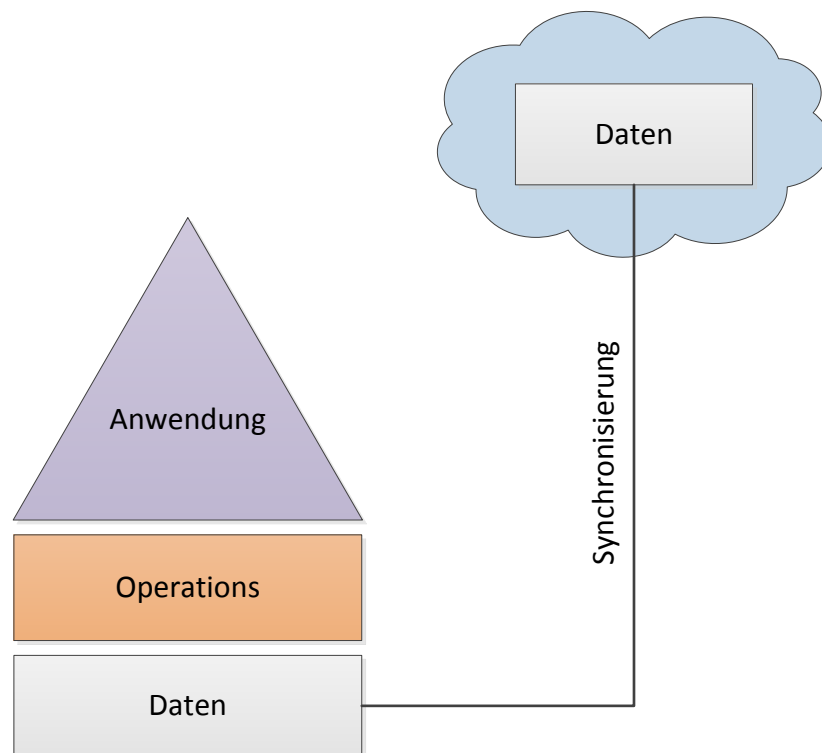 Daten
Anwendung
Synchronisierung
Operations
Daten